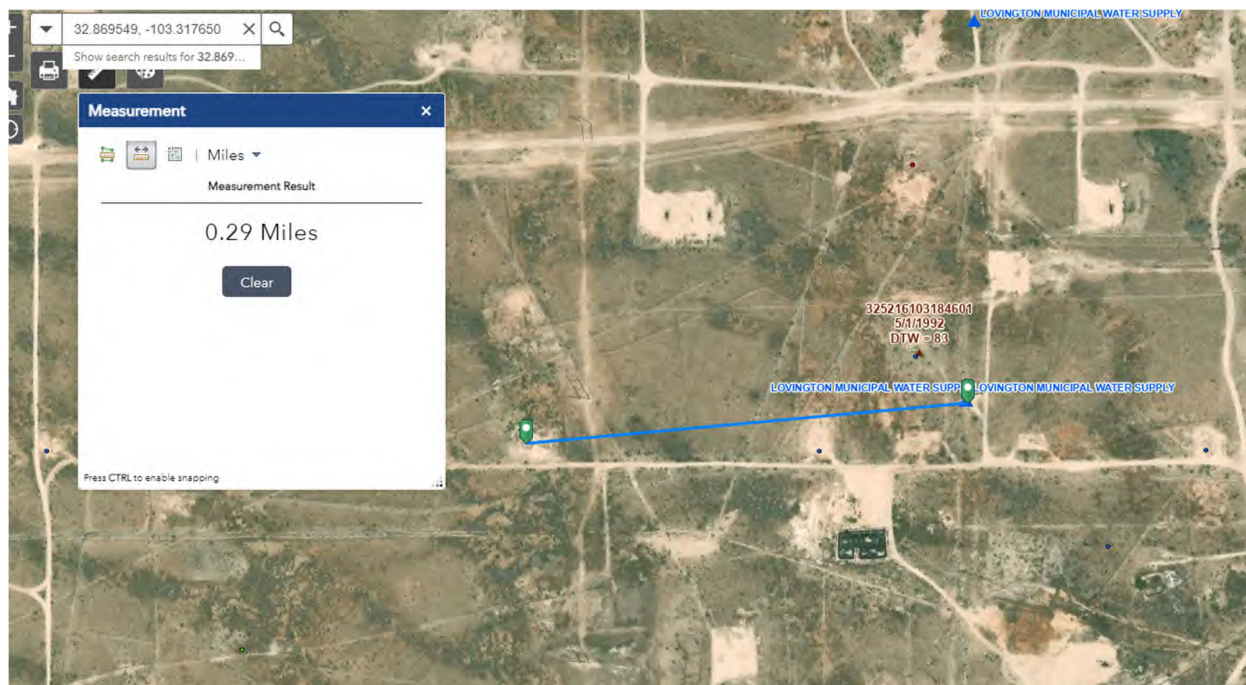 LOVINGTON MUNICIPAL WATER SUPPLY
32.869549, -103.317650
Show search results for 32.869...
Measurement
Miles
Measurement Result
0.29 Miles
Clear
Press CTRL to enable snapping
325216103184601
5/1/1992
DTW = 83
LOVINGTON MUNICIPAL WATER SUPP LOVINGTON MUNICIPAL WATER SUPPLY